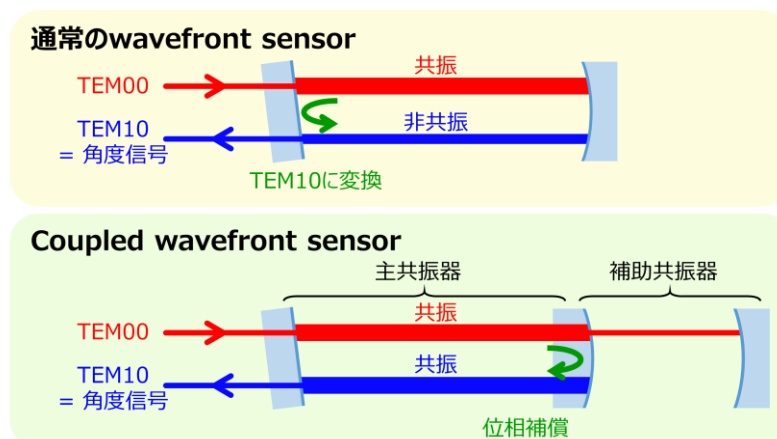 通常のwavefront sensor
共振
TEM00
TEM10
= 角度信号
非共振
TEM10に変換
Coupled wavefront sensor
主共振器
補助共振器
共振
TEM00
TEM10
= 角度信号
共振
位相補償